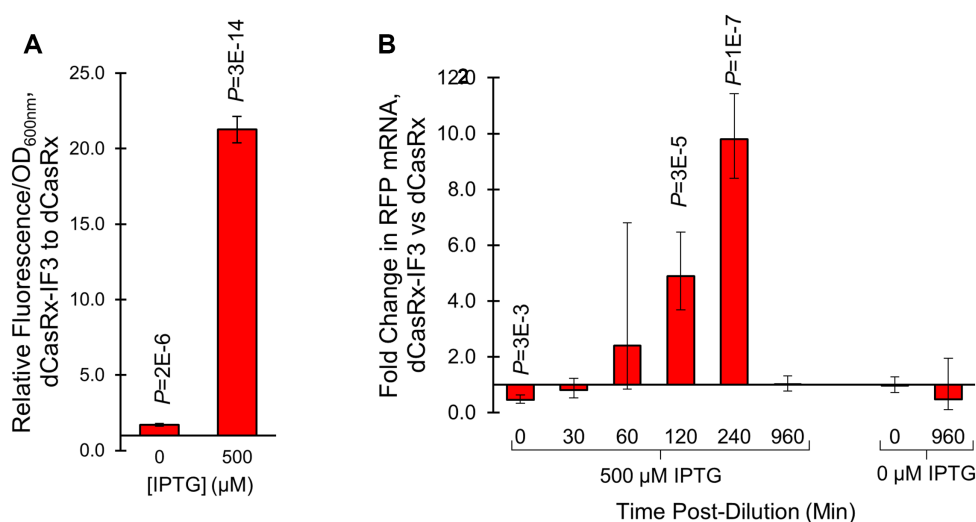 A
Relative Fluorescence/OD600nm,
dCasRx-IF3 to dCasRx
25.0
20.0
15.0
10.0
5.0
0.0
P=2E-6
P=3E-14
0 500
[IPTG] (µM)
B
Fold Change in RFP mRNA,
dCasRx-IF3 vs dCasRx
10.0
8.0
6.0
4.0
2.0
0.0
P=3E-3
P=3E-5
P=1E-7
0 30 60 120 240 960 0 960
500 µM IPTG 0 µM IPTG
Time Post-Dilution (Min)